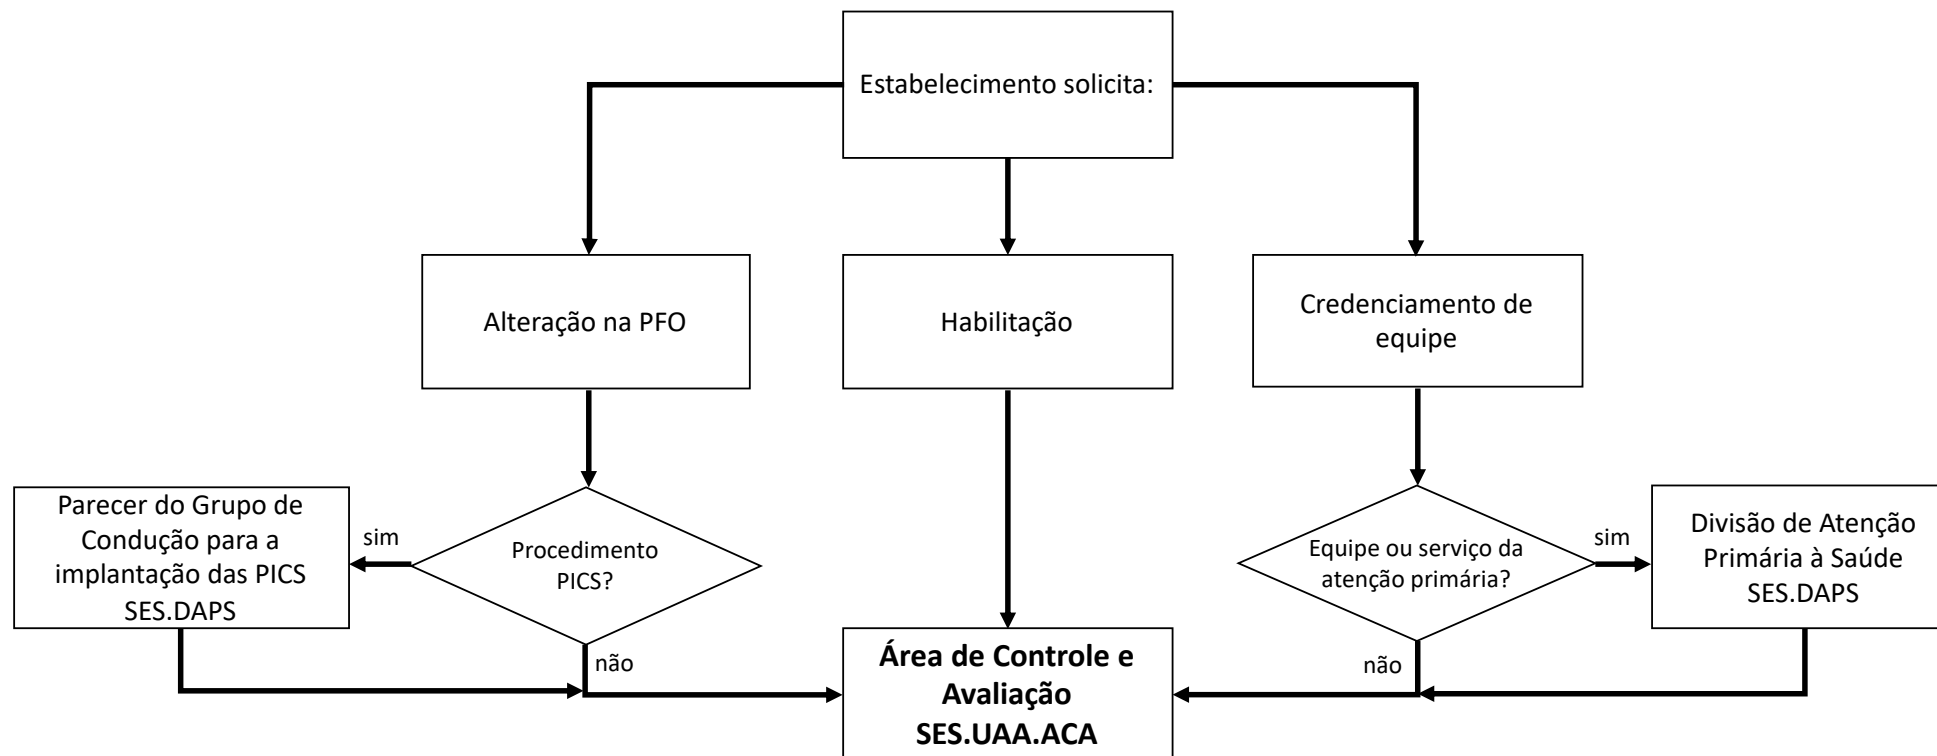 Estabelecimento solicita:
Alteração na PFO
Habilitação
Credenciamento de
equipe
Parecer do Grupo de
Condução para a
implantação das PICS
SES.DAPS
sim
Procedimento
PICS?
não
Equipe ou serviço da
atenção primária?
sim
não
Divisão de Atenção
Primária à Saúde
SES.DAPS
Área de Controle e
Avaliação
SES.UAA.ACA